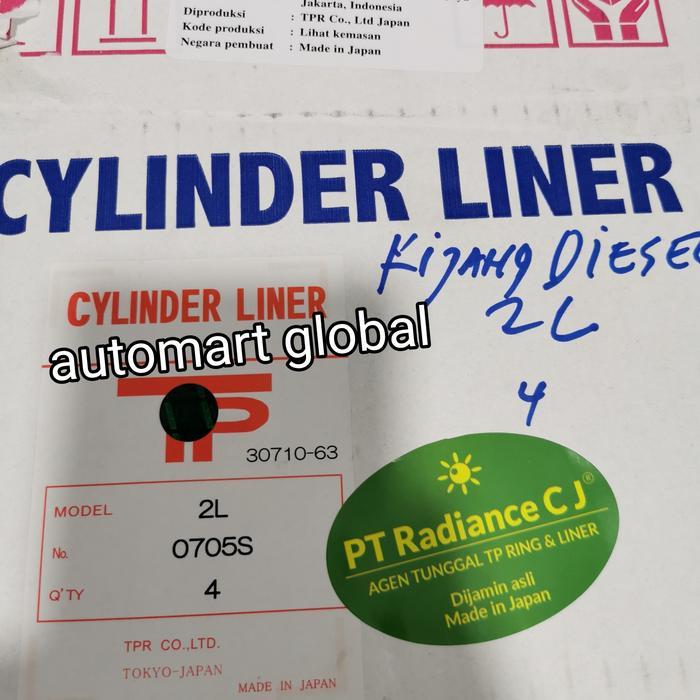 Jakarta, Indonesia
Diproduksi : TPR Co., Ltd Japan
Kode produksi : Lihat kemasan
Negara pembuat : Made in Japan
CYLINDER LINER
Kijang Diesel
2L
4
CYLINDER LINER
automart global
TP
30710-63
MODEL 2L
No. 0705S
Q'TY 4
TPR CO.,LTD.
TOKYO-JAPAN
MADE IN JAPAN
PT Radiance CJ®
AGEN TUNGGAL TP RING & LINER
Dijamin asli
Made in Japan